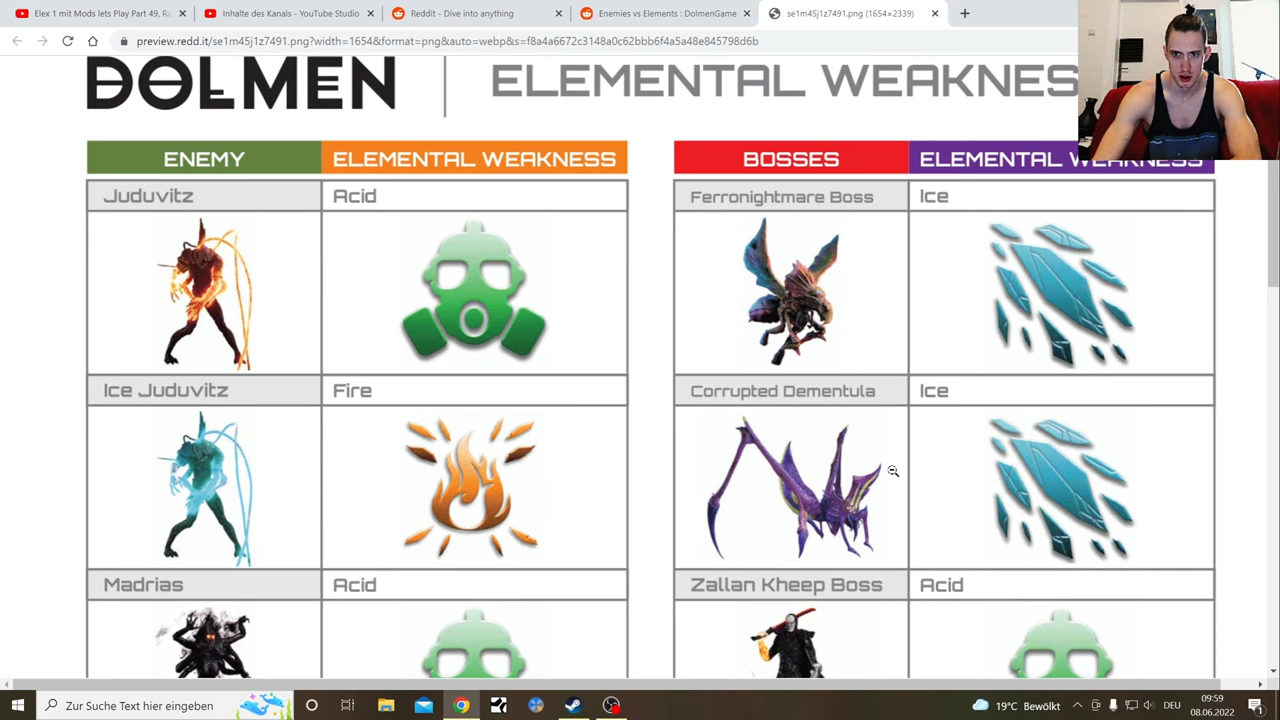 Elex 1 mit Mods lets Play Part 49, Ra
Inhalte des Kanals - YouTube Studio
Reddit - Dive into anything
Enemies vs Elements : DolmenGame
se1m45j1z7491.png (1654×2339)
preview.redd.it/se1m45j1z7491.png?width=1654&format=png&auto=webp&s=f8a4a6672c3148a0c62bbb6f4a5a48e845798d6b
DOLMEN
ELEMENTAL WEAKNES
ENEMY ELEMENTAL WEAKNESS
BOSSES ELEMENTAL WEAKNESS
Juduvitz Acid
Ferronightmare Boss Ice
Ice Juduvitz Fire
Corrupted Dementula Ice
Madrias Acid
Zallan Kheep Boss Acid
Zur Suche Text hier eingeben
19°C Bewölkt
DEU
09:59
08.06.2022
1